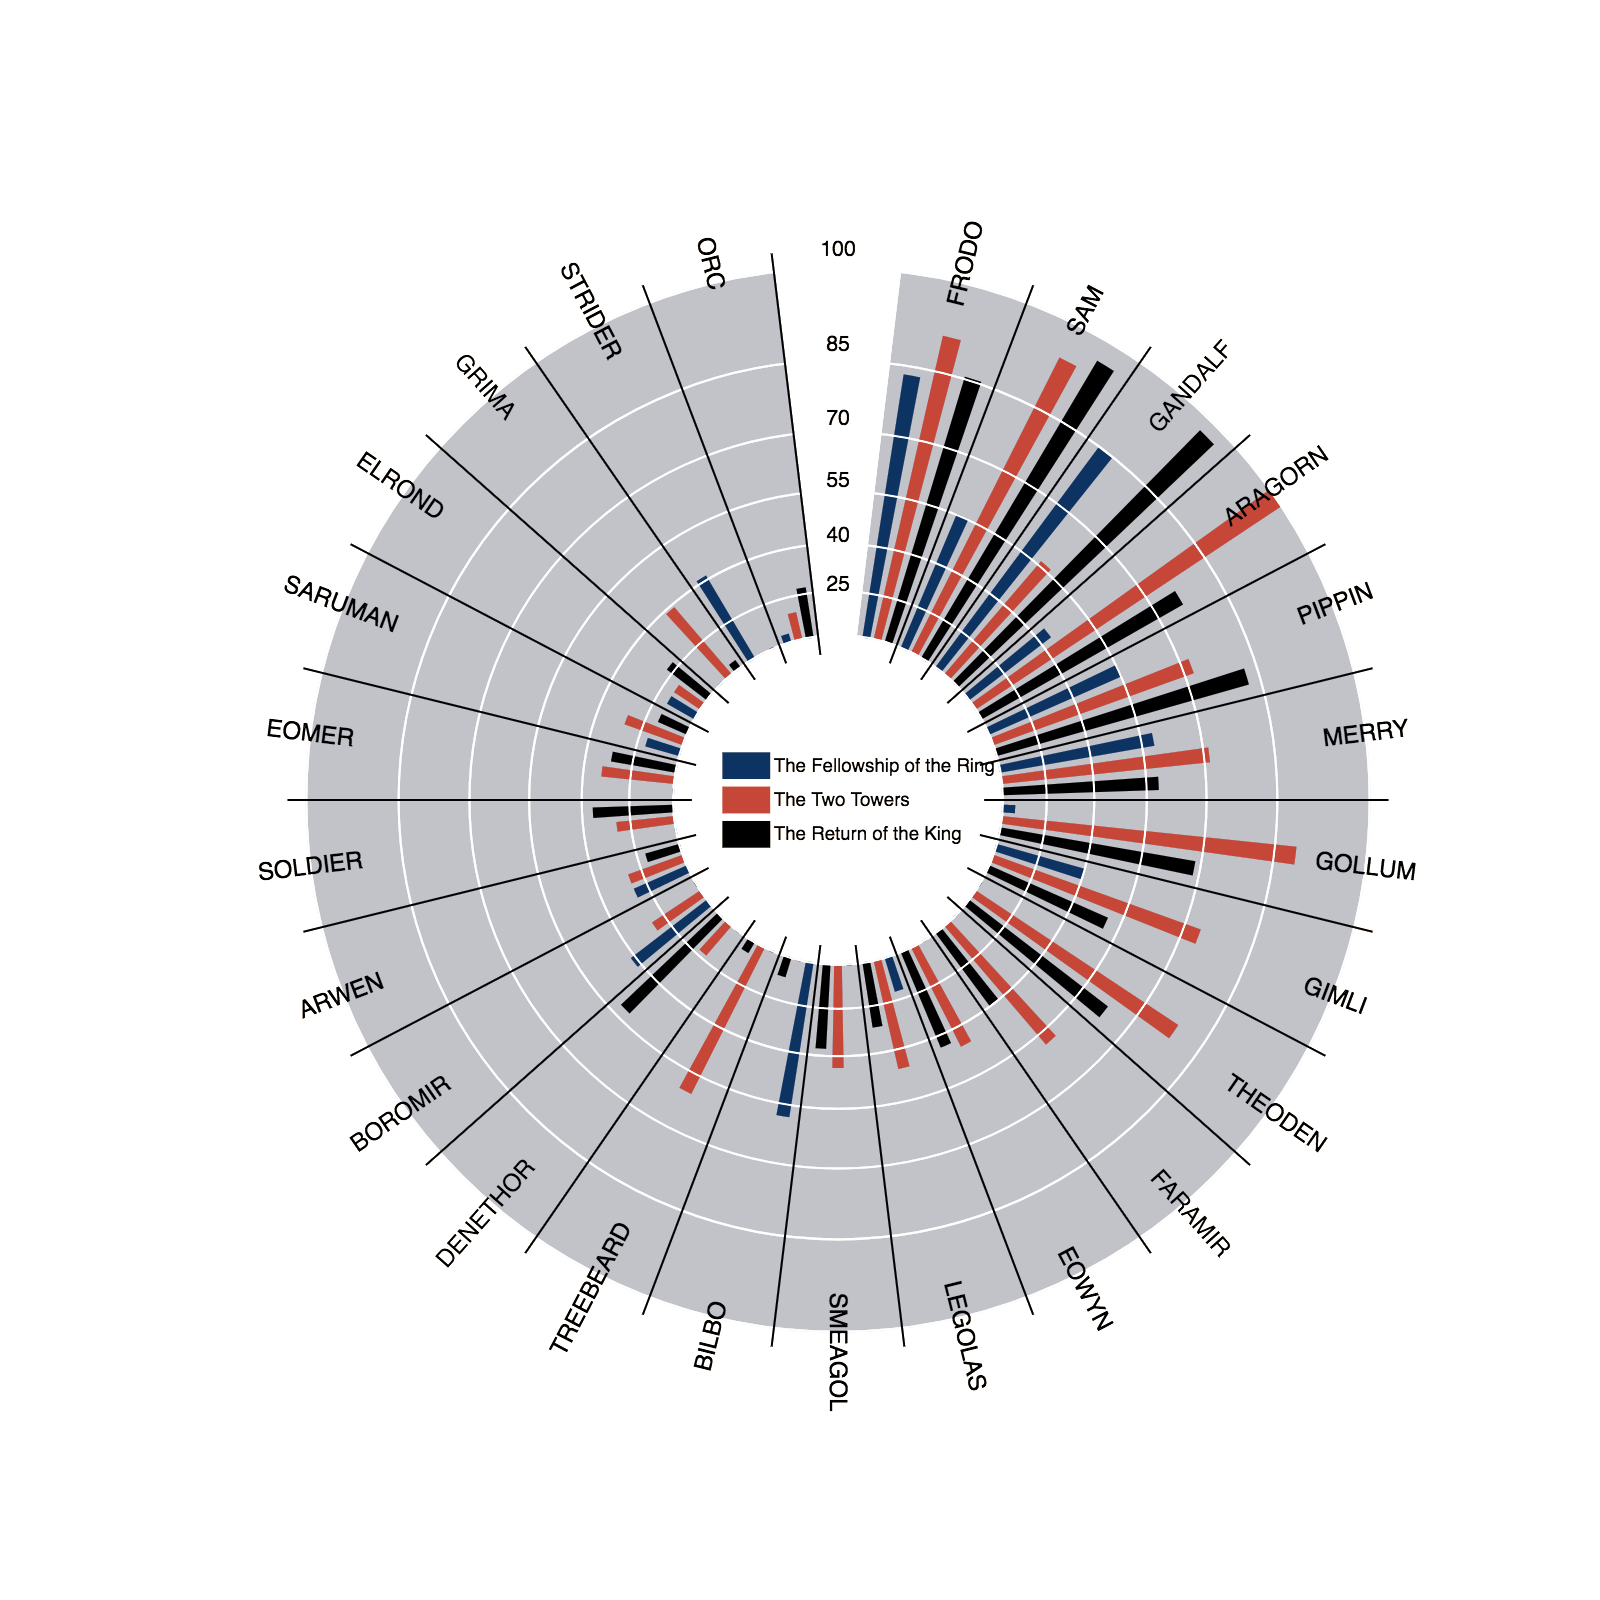 100
85
70
55
40
25
FRODO
SAM
GANDALF
ARAGORN
PIPPIN
MERRY
GOLLUM
GIMLI
THEODEN
FARAMIR
EOWYN
LEGOLAS
SMEAGOL
BILBO
TREEBEARD
DENETHOR
BOROMIR
ARWEN
SOLDIER
EOMER
SARUMAN
ELROND
GRIMA
STRIDER
ORC
The Fellowship of the Ring
The Two Towers
The Return of the King